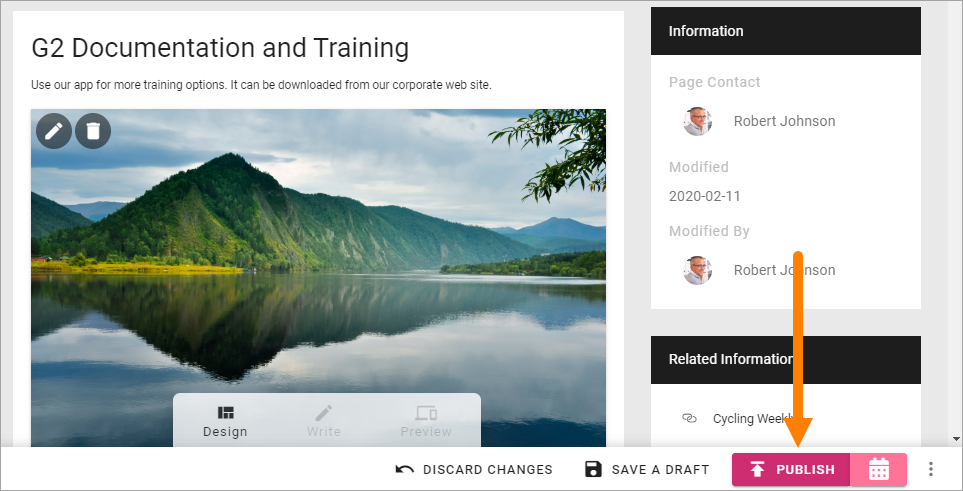 G2 Documentation and Training
Use our app for more training options. It can be downloaded from our corporate web site.
Design
Write
Preview
Information
Page Contact
Robert Johnson
Modified
2020-02-11
Modified By
Robert Johnson
Related Information
Cycling Weekly
DISCARD CHANGES
SAVE A DRAFT
PUBLISH